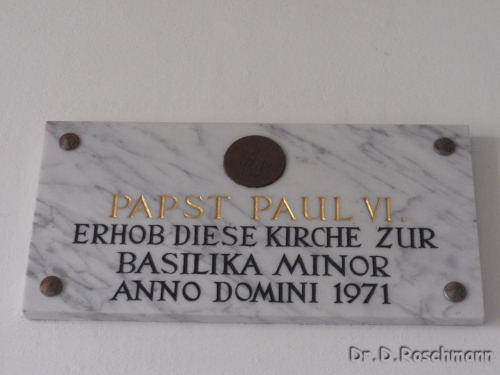 PAPST PAUL VI.
ERHOB DIESE KIRCHE ZUR
BASILIKA MINOR
ANNO DOMINI 1971
Dr. D. Roschmann